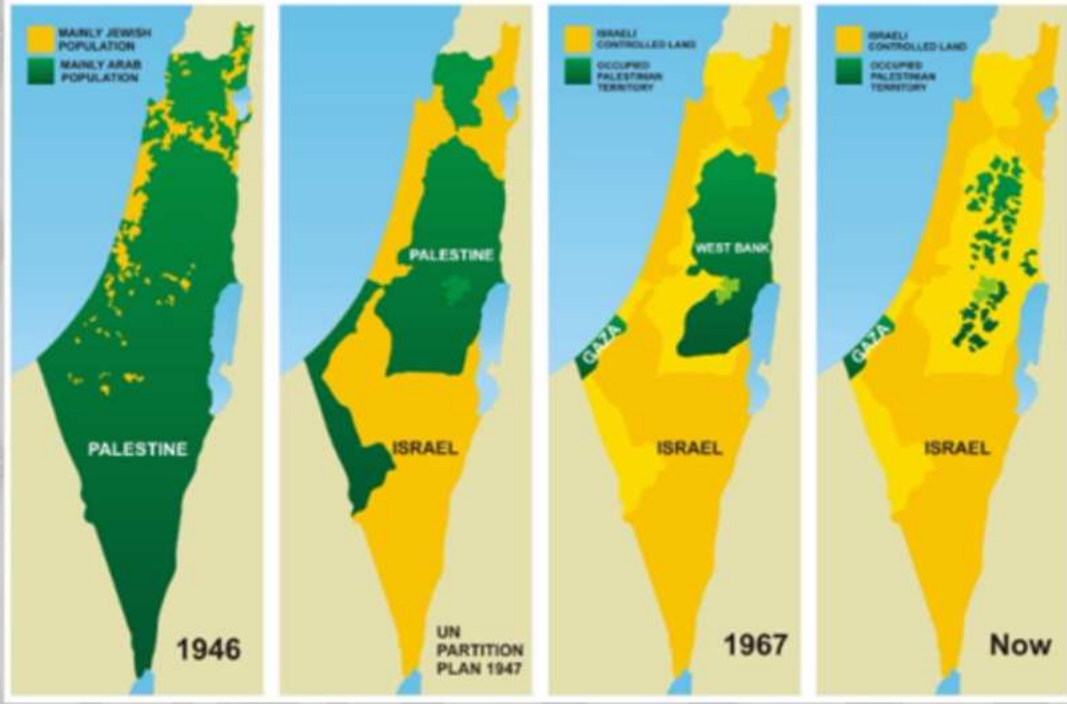 MAINLY JEWISH
POPULATION
MAINLY ARAB
POPULATION
PALESTINE
1946
PALESTINE
ISRAEL
UN
PARTITION
PLAN 1947
ISRAELI
CONTROLLED LAND
OCCUPIED
PALESTINIAN
TERRITORY
WEST BANK
GAZA
ISRAEL
1967
ISRAELI
CONTROLLED LAND
OCCUPIED
PALESTINIAN
TERRITORY
GAZA
ISRAEL
Now